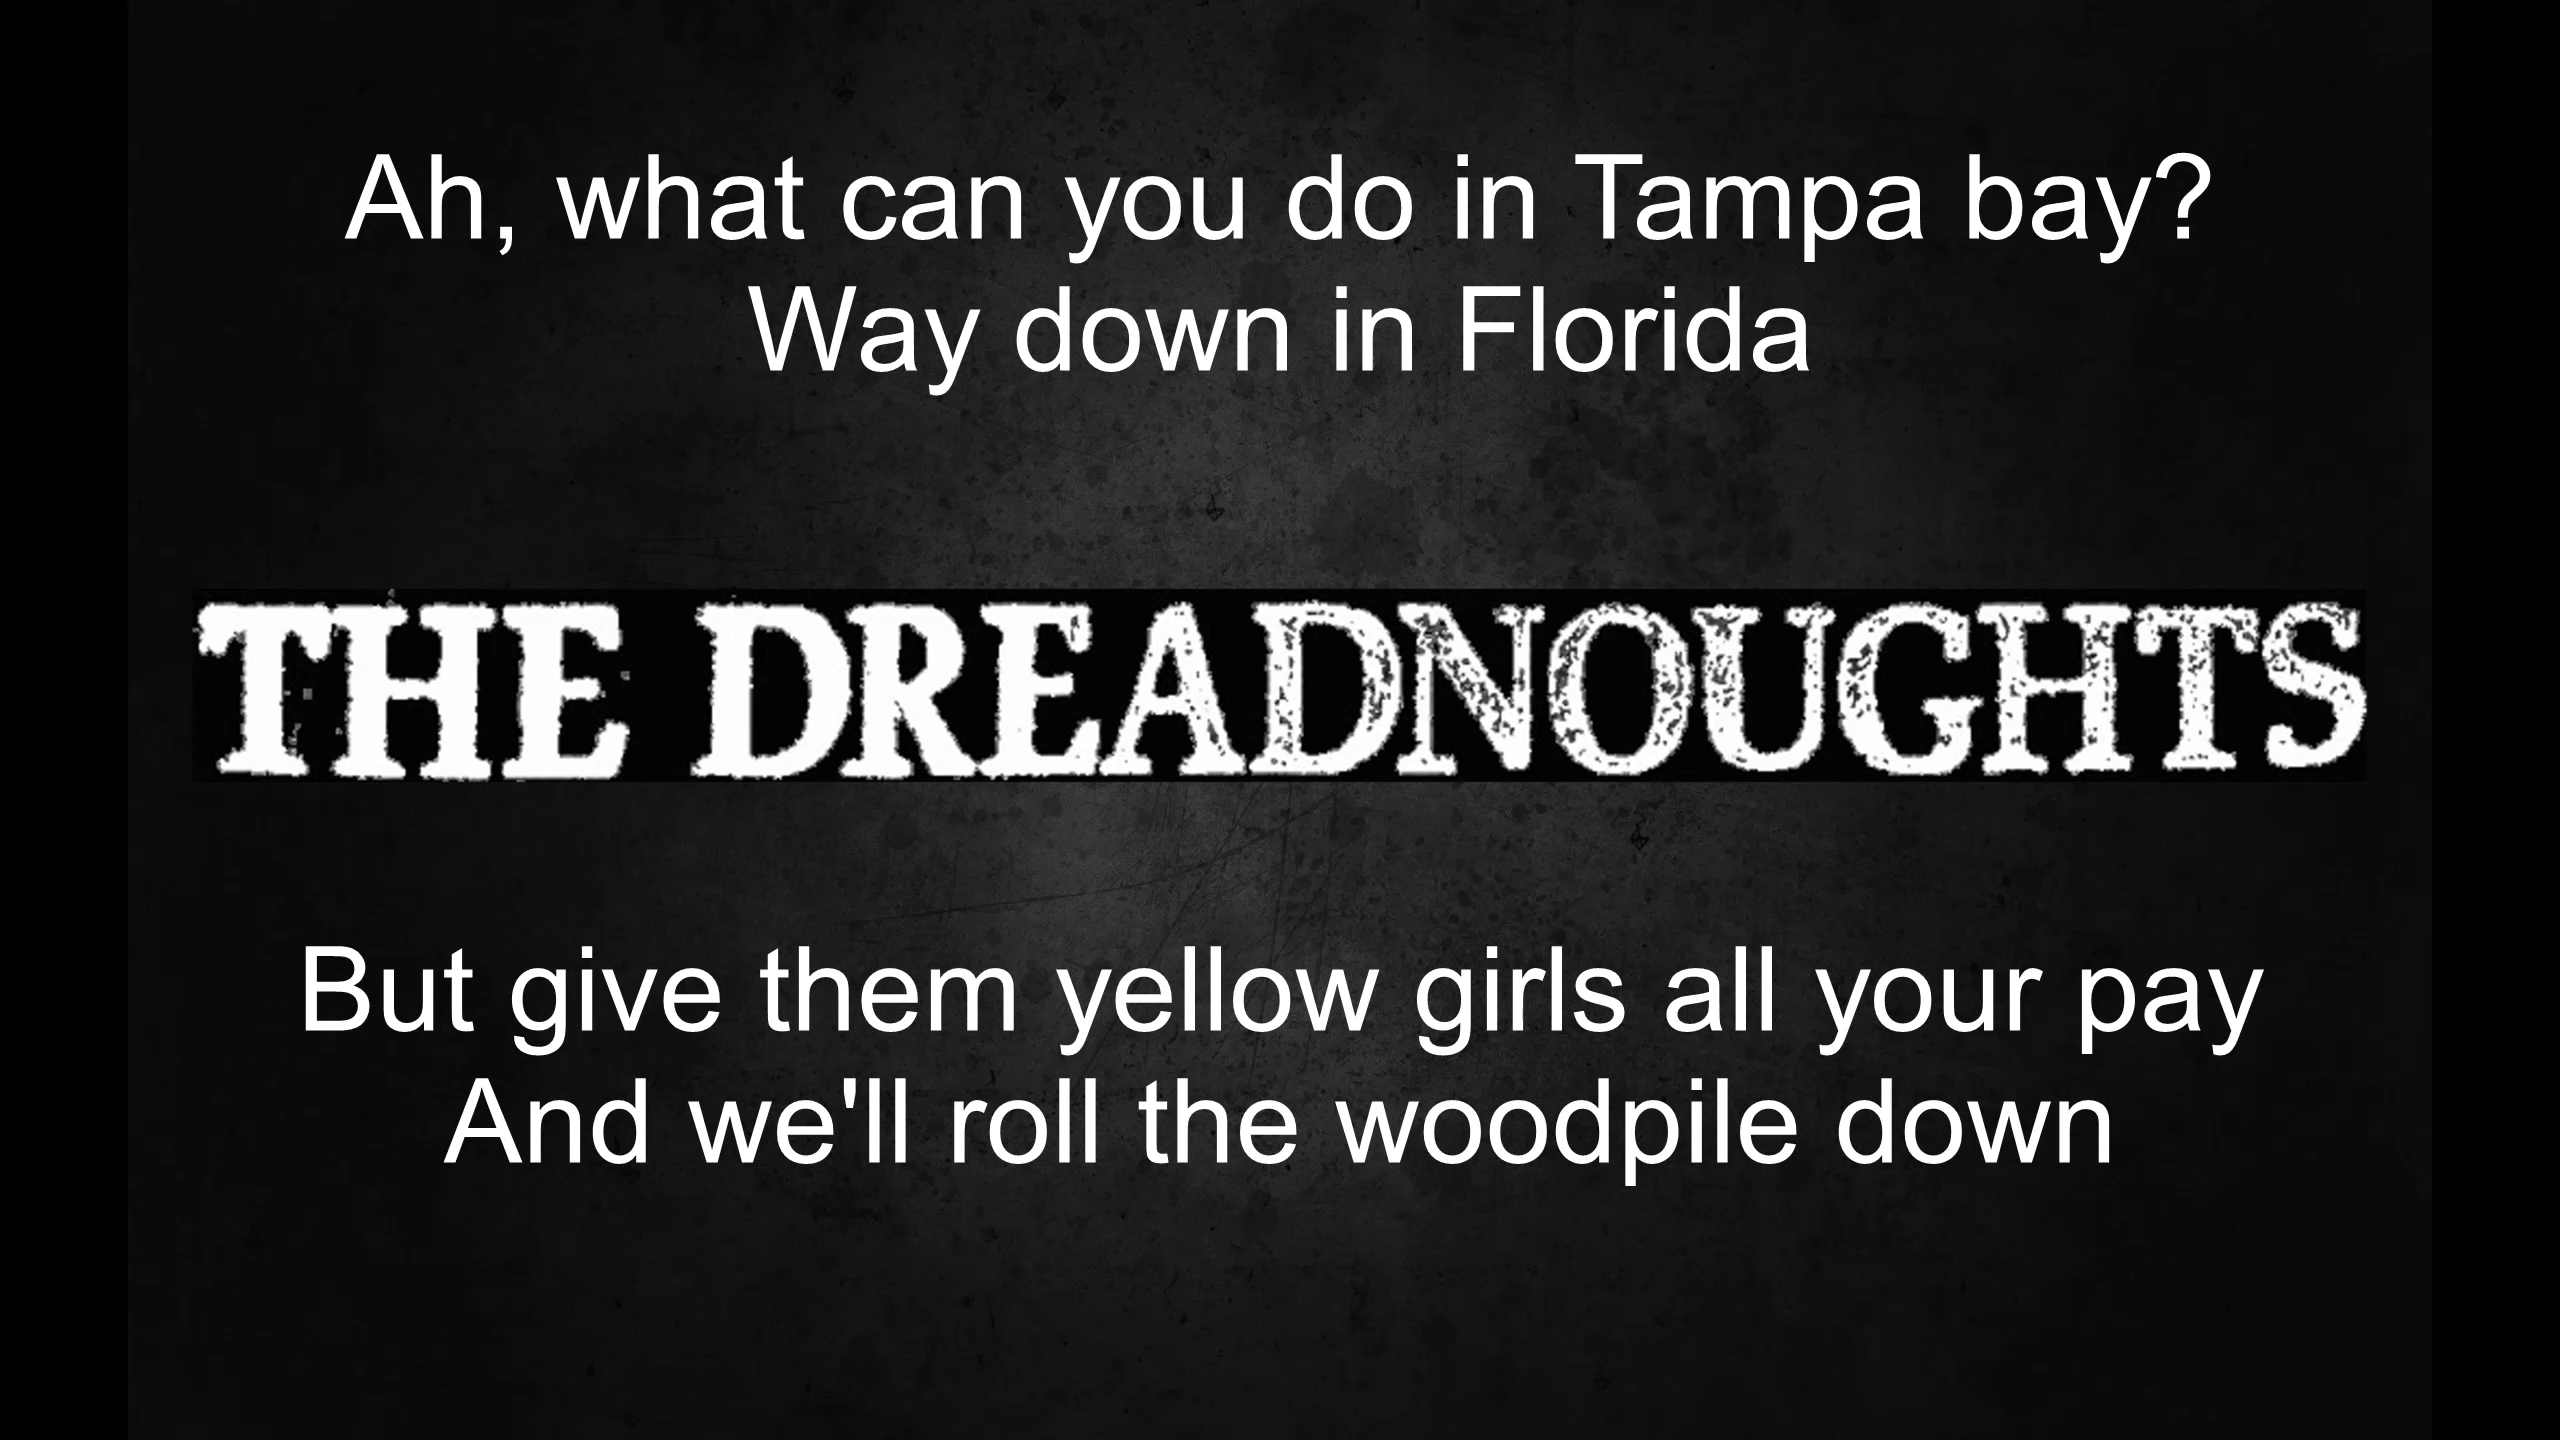 Ah, what can you do in Tampa bay?
Way down in Florida
THE DREADNOUGHTS
But give them yellow girls all your pay
And we'll roll the woodpile down